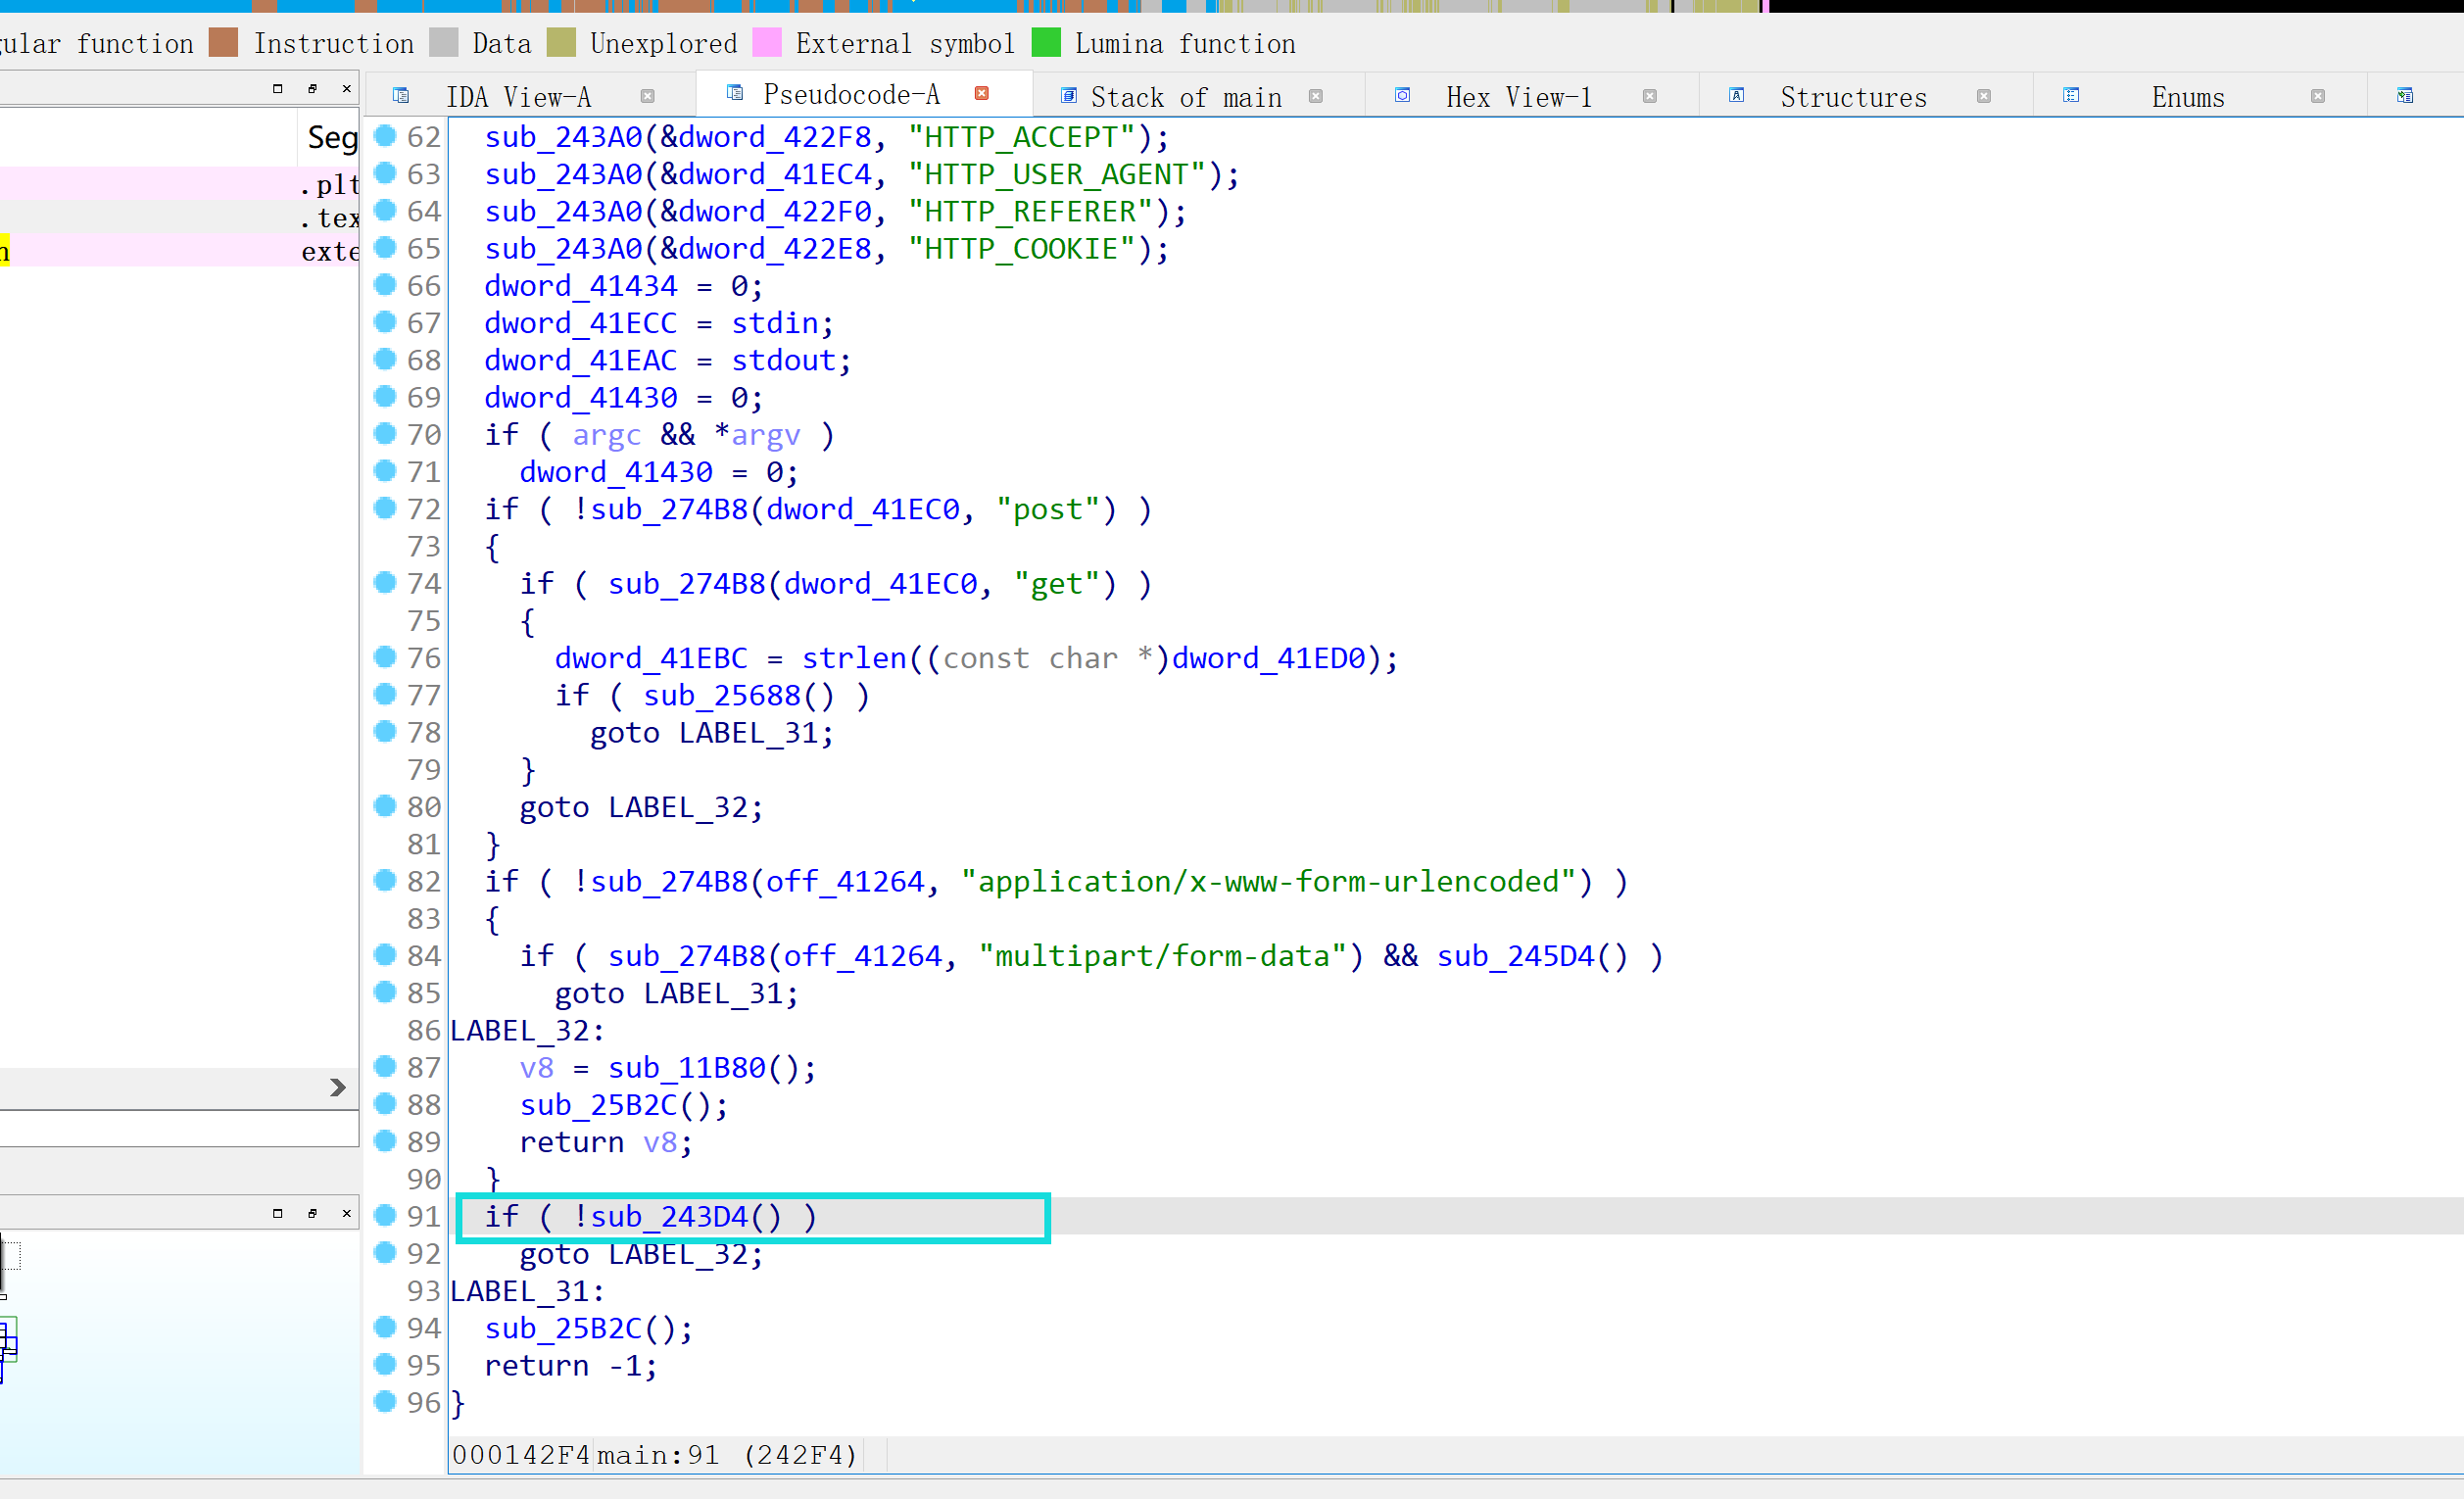 ular function Instruction Data Unexplored External symbol Lumina function
IDA View-A Pseudocode-A Stack of main Hex View-1 Structures Enums
Seg
.plt
.tex
exte
62 sub_243A0(&dword_422F8, "HTTP_ACCEPT");
63 sub_243A0(&dword_41EC4, "HTTP_USER_AGENT");
64 sub_243A0(&dword_422F0, "HTTP_REFERER");
65 sub_243A0(&dword_422E8, "HTTP_COOKIE");
66 dword_41434 = 0;
67 dword_41ECC = stdin;
68 dword_41EAC = stdout;
69 dword_41430 = 0;
70 if ( argc && *argv )
71 dword_41430 = 0;
72 if ( !sub_274B8(dword_41EC0, "post") )
73 {
74 if ( sub_274B8(dword_41EC0, "get") )
75 {
76 dword_41EBC = strlen((const char *)dword_41ED0);
77 if ( sub_25688() )
78 goto LABEL_31;
79 }
80 goto LABEL_32;
81 }
82 if ( !sub_274B8(off_41264, "application/x-www-form-urlencoded") )
83 {
84 if ( sub_274B8(off_41264, "multipart/form-data") && sub_245D4() )
85 goto LABEL_31;
86 LABEL_32:
87 v8 = sub_11B80();
88 sub_25B2C();
89 return v8;
90 }
91 if ( !sub_243D4() )
92 goto LABEL_32;
93 LABEL_31:
94 sub_25B2C();
95 return -1;
96 }
000142F4 main:91 (242F4)